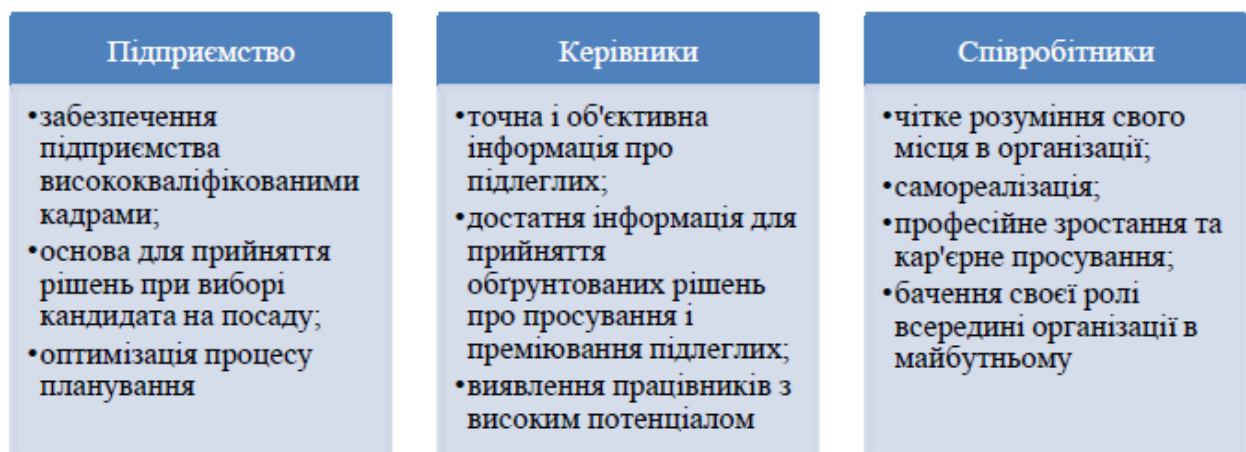 Підприємство
•забезпечення
підприємства
висококваліфікованими
кадрами;
•основа для прийняття
рішень при виборі
кандидата на посаду;
•оптимізація процесу
планування
Керівники
•точна і об'єктивна
інформація про
підлеглих;
•достатня інформація для
прийняття
обґрунтованих рішень
про просування і
преміювання підлеглих;
•виявлення працівників з
високим потенціалом
Співробітники
•чітке розуміння свого
місця в організації;
•самореалізація;
•професійне зростання та
кар'єрне просування;
•бачення своєї ролі
всередині організації в
майбутньому